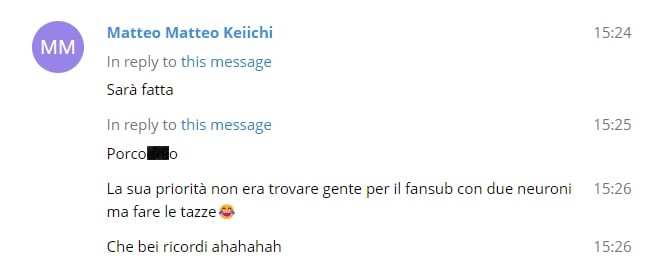 MM
Matteo Matteo Keiichi 15:24
In reply to this message
Sarà fatta
In reply to this message 15:25
La sua priorità non era trovare gente per il fansub con due neuroni 15:26
ma fare le tazze😂
Che bei ricordi ahahahah 15:26